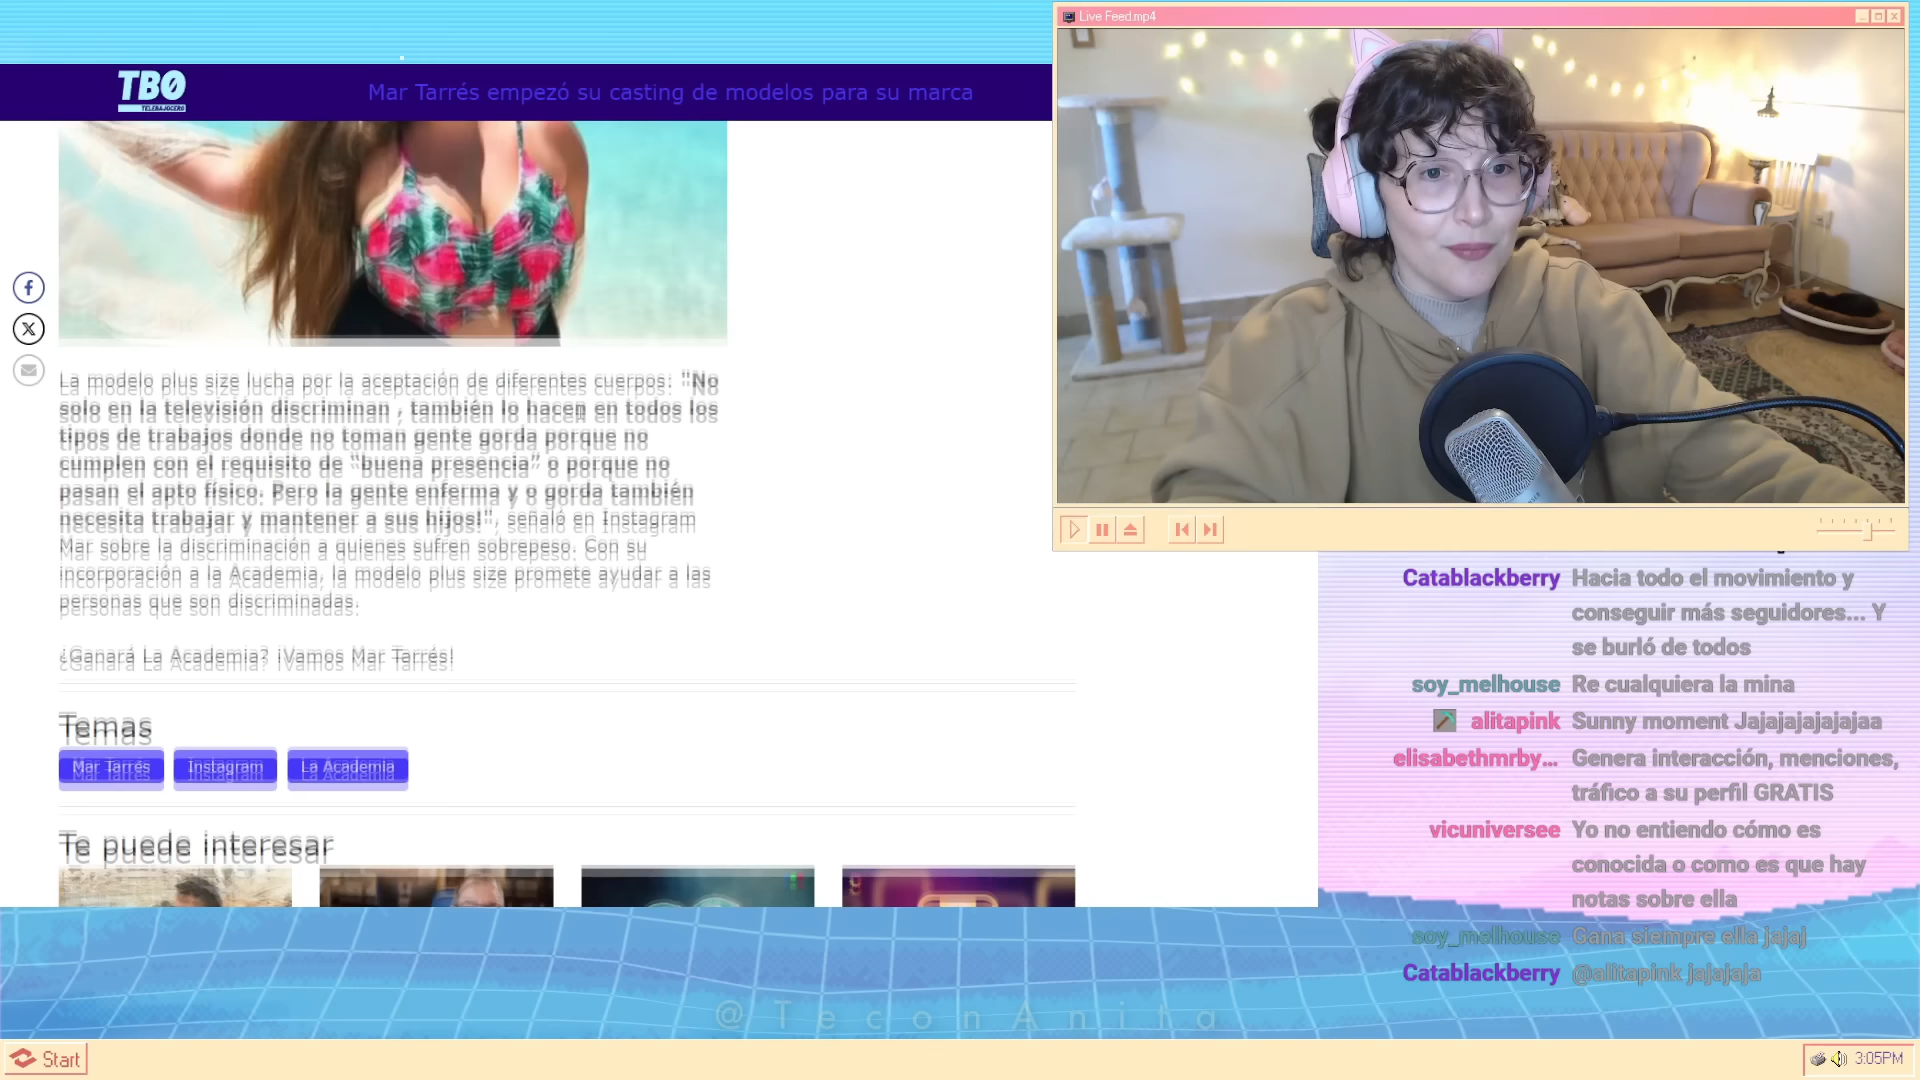 Live Feed.mp4
TB0
TELEBAJOCERO
Mar Tarrés empezó su casting de modelos para su marca
La modelo plus size lucha por la aceptación de diferentes cuerpos: "No
solo en la televisión discriminan , también lo hacen en todos los
tipos de trabajos donde no toman gente gorda porque no
cumplen con el requisito de “buena presencia” o porque no
pasan el apto físico. Pero la gente enferma y o gorda también
necesita trabajar y mantener a sus hijos!", señaló en Instagram
Mar sobre la discriminación a quienes sufren sobrepeso. Con su
incorporación a la Academia, la modelo plus size promete ayudar a las
personas que son discriminadas.
¿Ganará La Academia? ¡Vamos Mar Tarrés!
Temas
Mar Tarrés Instagram La Academia
Te puede interesar
Catablackberry Hacia todo el movimiento y
conseguir más seguidores... Y
se burló de todos
soy_melhouse Re cualquiera la mina
alitapink Sunny moment Jajajajajajajaa
elisabethmrby... Genera interacción, menciones,
tráfico a su perfil GRATIS
vicuniversee Yo no entiendo cómo es
conocida o como es que hay
notas sobre ella
soy_melhouse Gana siempre ella jajaj
Catablackberry @alitapink jajajaja
@TeconAnita
Start
3:05PM